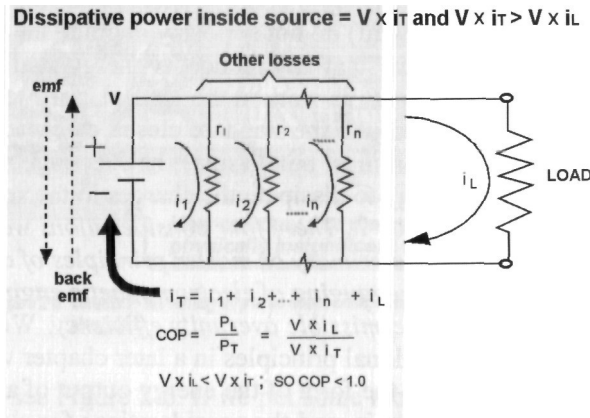 Dissipative power inside source = V x iT and V x iT > V x iL
Other losses
emf
V
r1
r2
rn
+
−
i1
i2
in
iL
LOAD
back
emf
iT = i1 + i2 +...+ in + iL
COP = PL / PT = V x iL / V x iT
V x iL < V x iT ; SO COP < 1.0